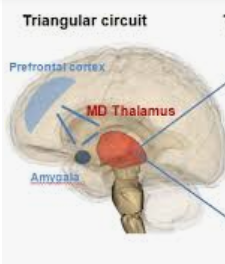 Triangular circuit
Prefrontal cortex
MD Thalamus
Amygala